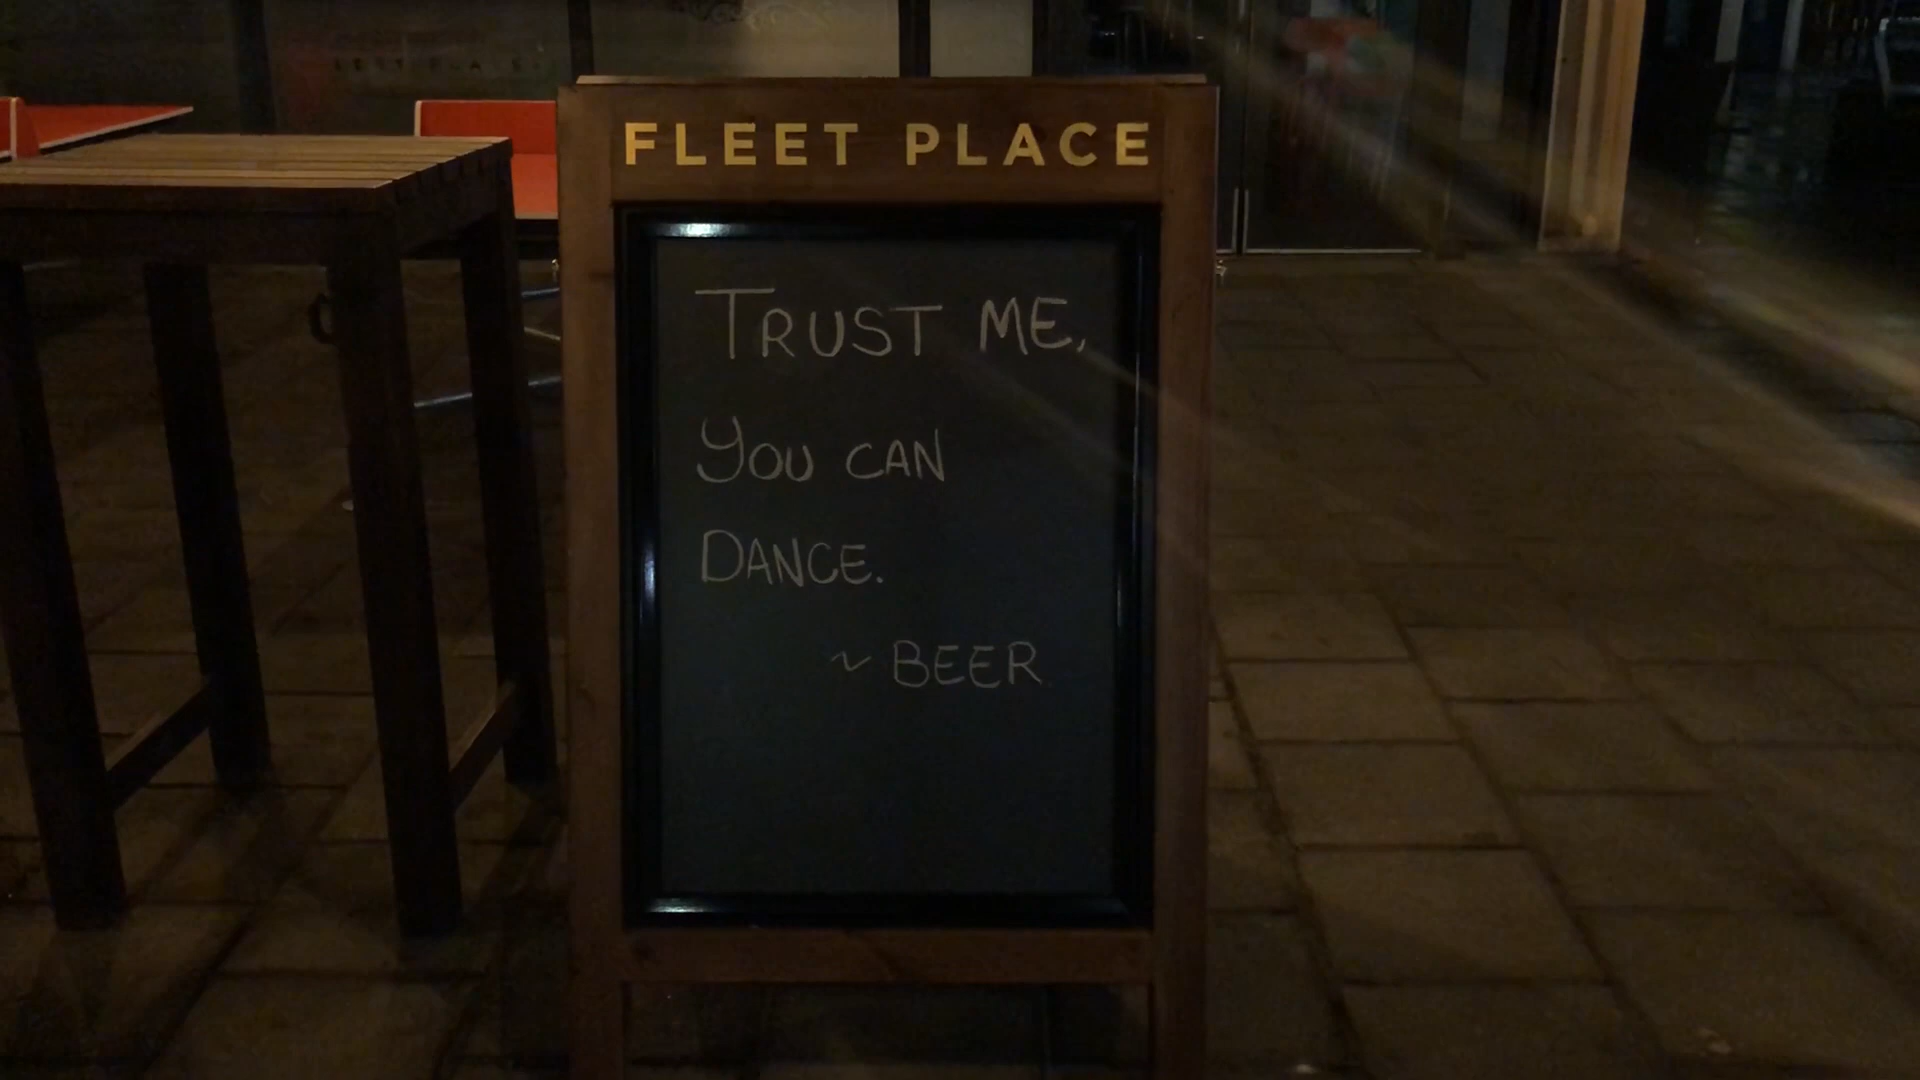 FLEET PLACE
TRUST ME,
YOU CAN
DANCE.
~ BEER